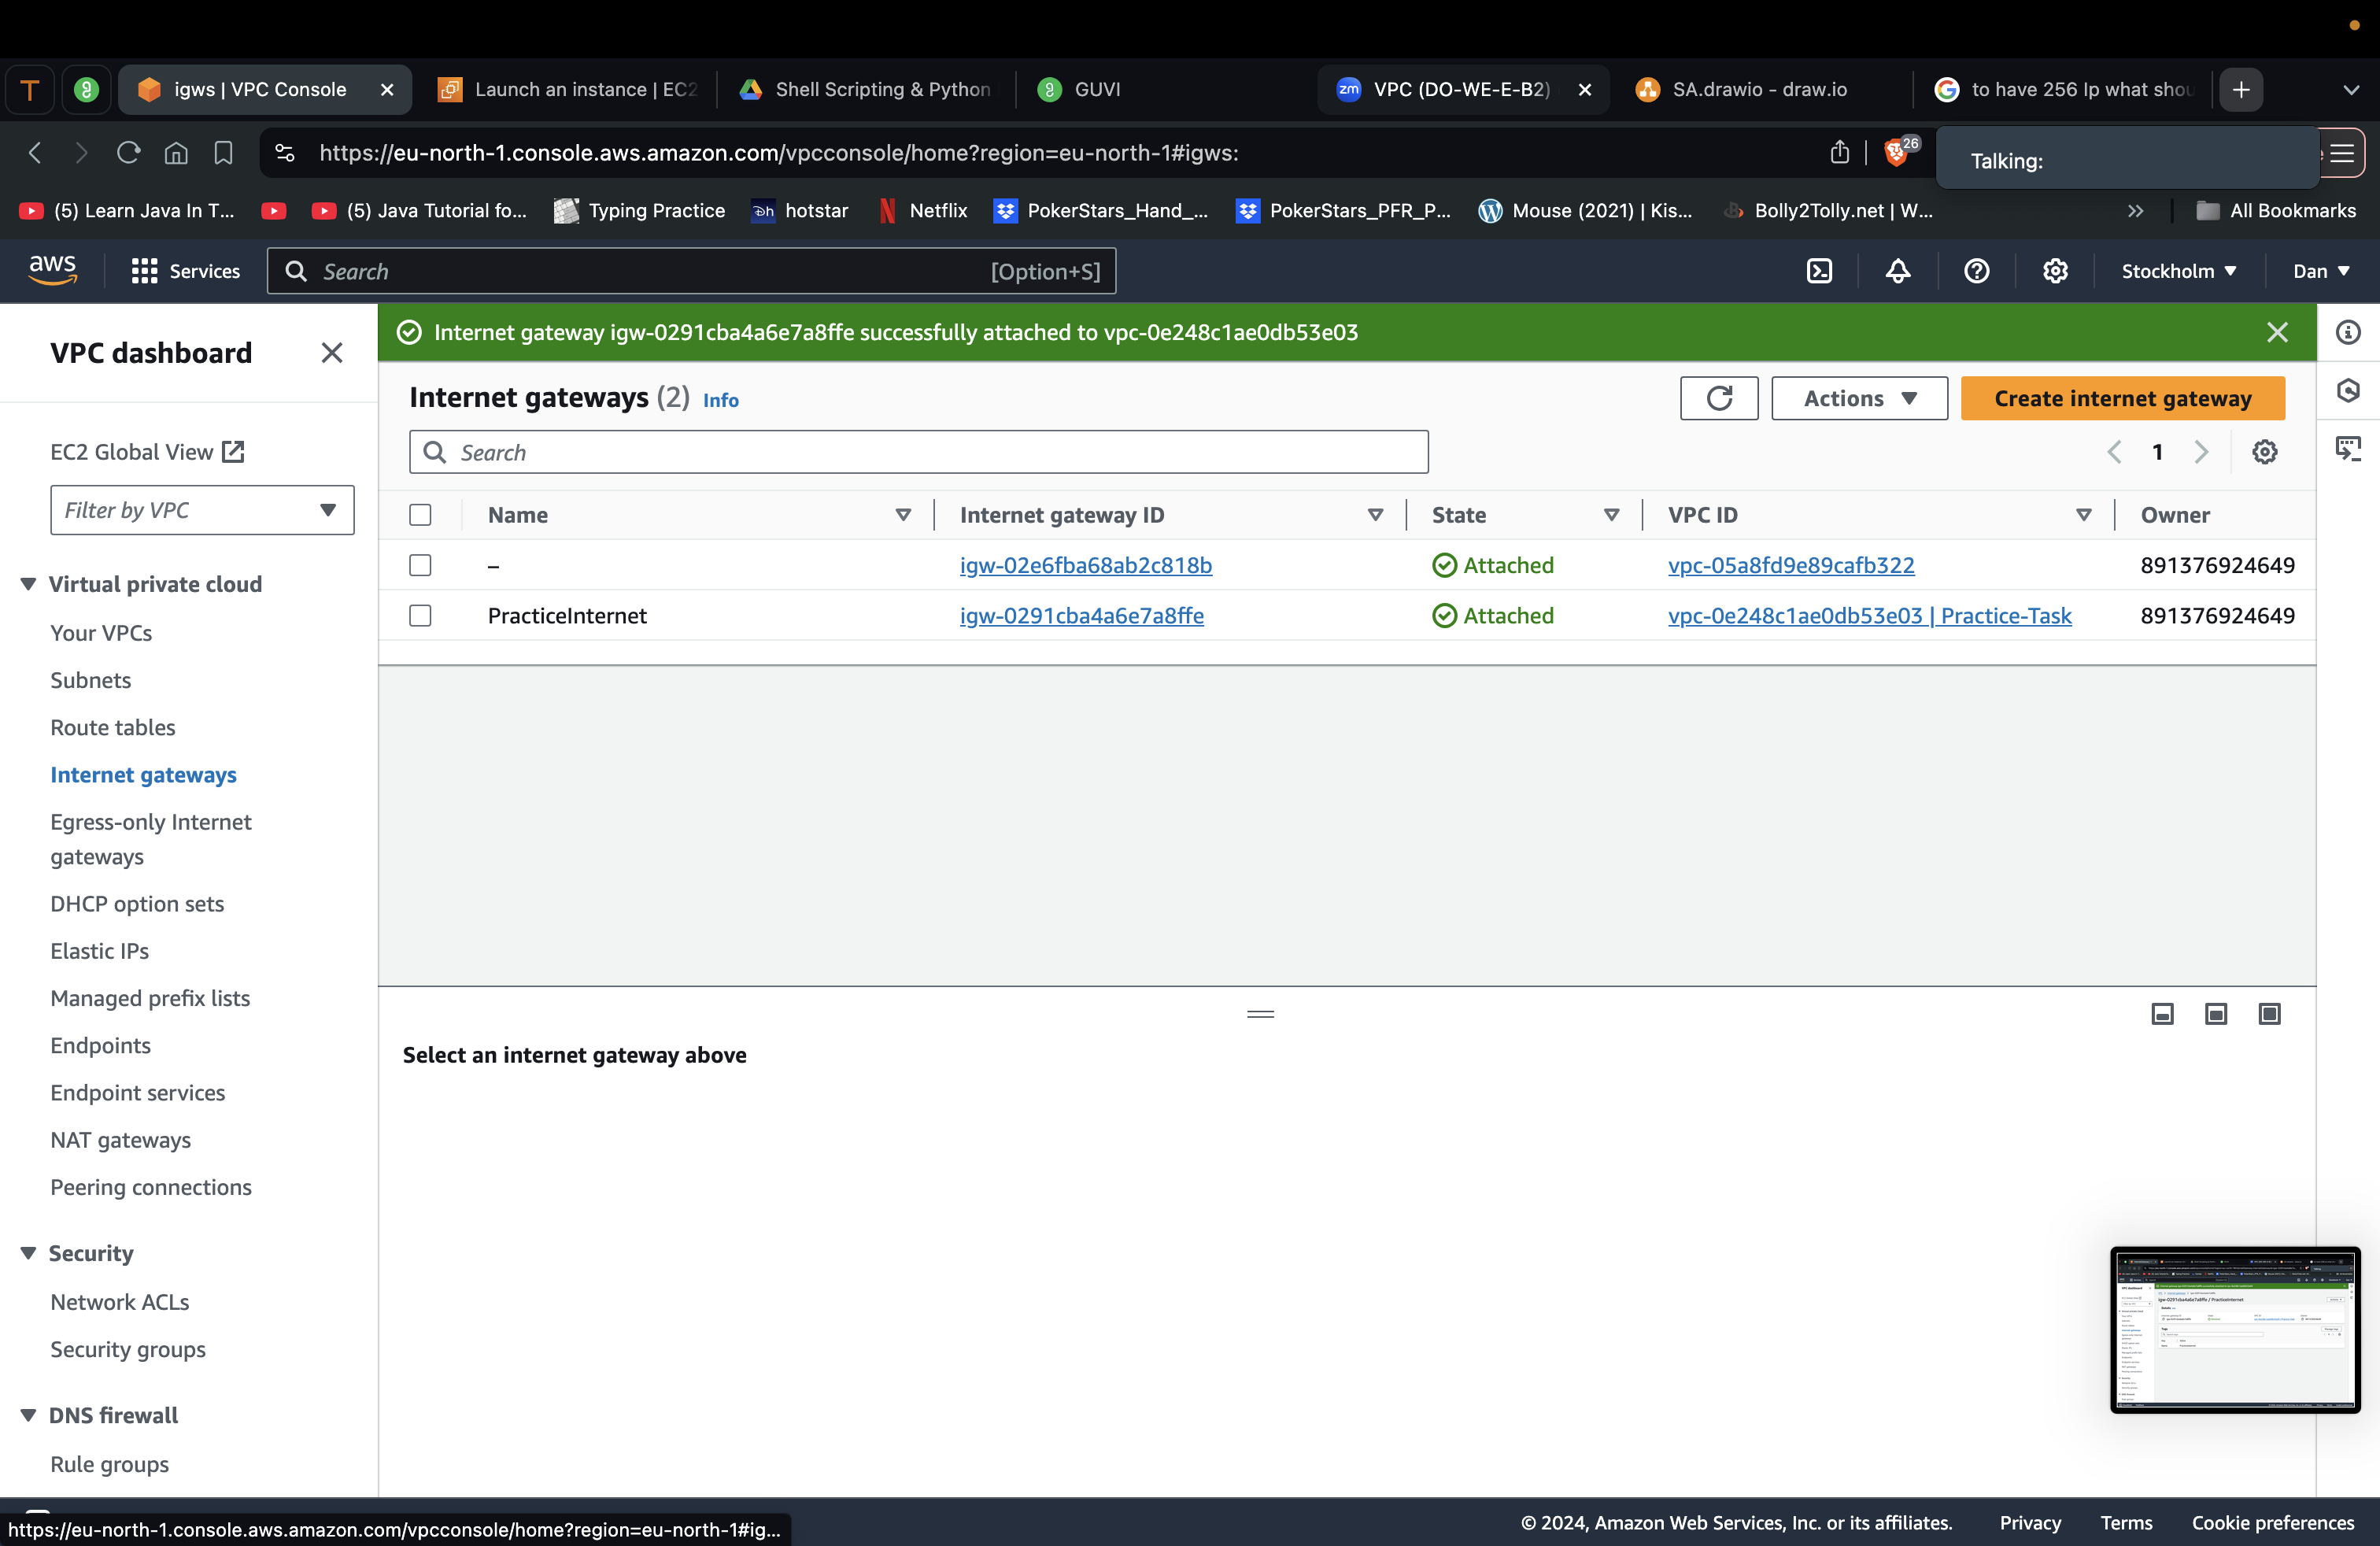 igws | VPC Console
Launch an instance | EC2
Shell Scripting & Python
GUVI
zm VPC (DO-WE-E-B2)
SA.drawio - draw.io
to have 256 Ip what shou
https://eu-north-1.console.aws.amazon.com/vpcconsole/home?region=eu-north-1#igws:
26
Talking:
(5) Learn Java In T...
(5) Java Tutorial fo...
Typing Practice
hotstar
Netflix
PokerStars_Hand_...
PokerStars_PFR_P...
Mouse (2021) | Kis...
Bolly2Tolly.net | W...
All Bookmarks
aws
Services
Search
[Option+S]
Stockholm
Dan
VPC dashboard
EC2 Global View
Filter by VPC
Virtual private cloud
Your VPCs
Subnets
Route tables
Internet gateways
Egress-only Internet
gateways
DHCP option sets
Elastic IPs
Managed prefix lists
Endpoints
Endpoint services
NAT gateways
Peering connections
Security
Network ACLs
Security groups
DNS firewall
Rule groups
Internet gateway igw-0291cba4a6e7a8ffe successfully attached to vpc-0e248c1ae0db53e03
Internet gateways (2) Info
Actions
Create internet gateway
Search
1
Name Internet gateway ID State VPC ID Owner
– igw-02e6fba68ab2c818b Attached vpc-05a8fd9e89cafb322 891376924649
PracticeInternet igw-0291cba4a6e7a8ffe Attached vpc-0e248c1ae0db53e03 | Practice-Task 891376924649
Select an internet gateway above
https://eu-north-1.console.aws.amazon.com/vpcconsole/home?region=eu-north-1#ig...
© 2024, Amazon Web Services, Inc. or its affiliates.
Privacy
Terms
Cookie preferences